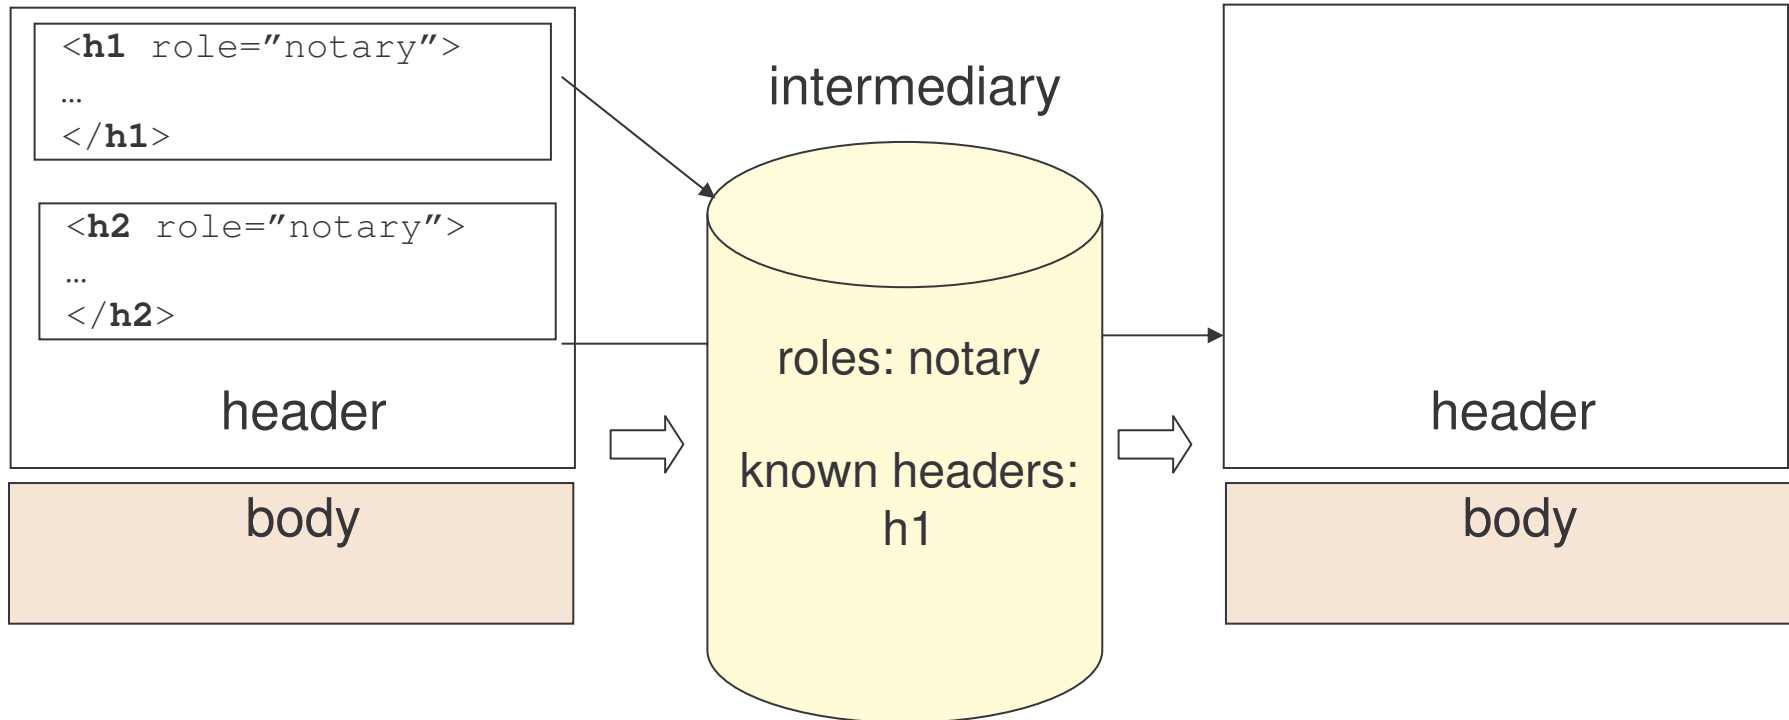 <h1 role=”notary”>
…
</h1>
<h2 role=”notary”>
…
</h2>
header
body
intermediary
roles: notary
known headers:
h1
header
body